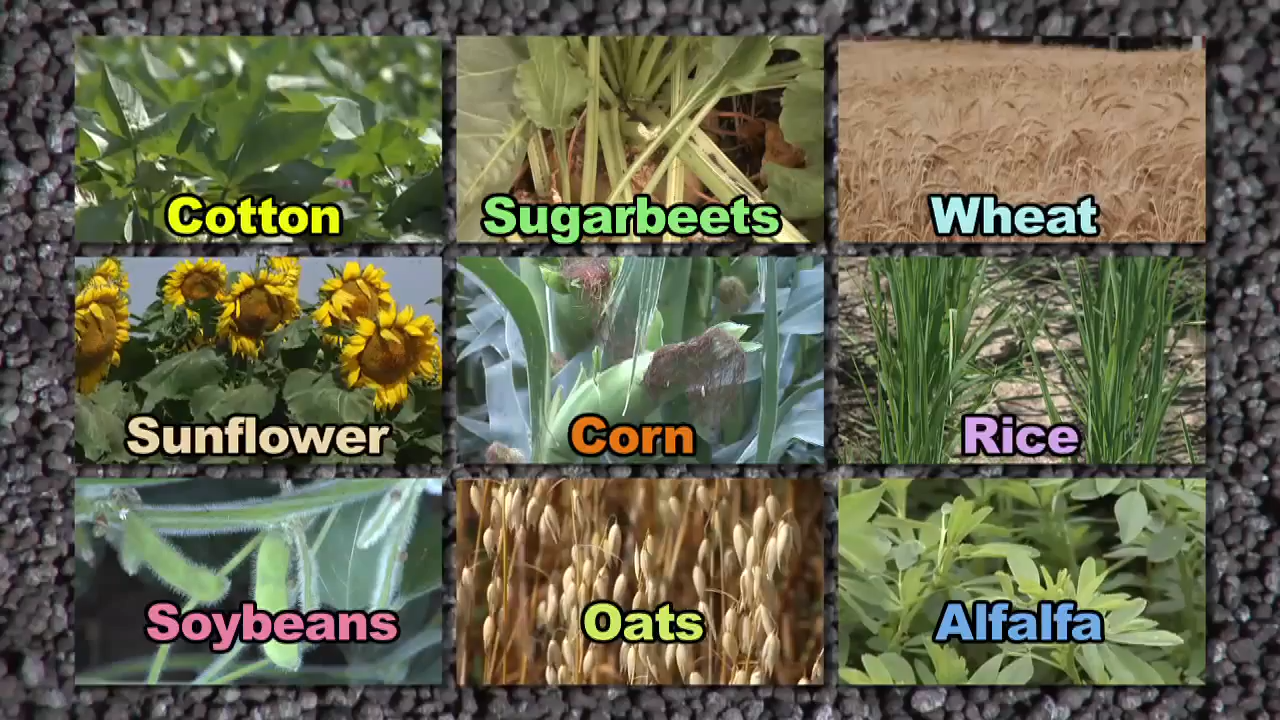 Cotton
Sugarbeets
Wheat
Sunflower
Corn
Rice
Soybeans
Oats
Alfalfa